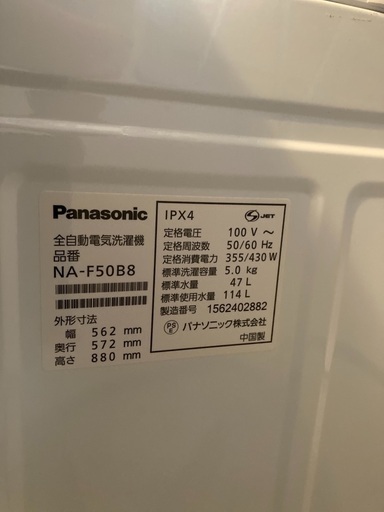 Panasonic
全自動電気洗濯機
品番
NA-F50B8
外形寸法
幅 562 mm
奥行 572 mm
高さ 880 mm
IPX4 JET
定格電圧 100 V ～
定格周波数 50/60 Hz
定格消費電力 355/430 W
標準洗濯容量 5.0 kg
標準水量 47 L
標準使用水量 114 L
製造番号 1562402882
PS E パナソニック株式会社
中国製